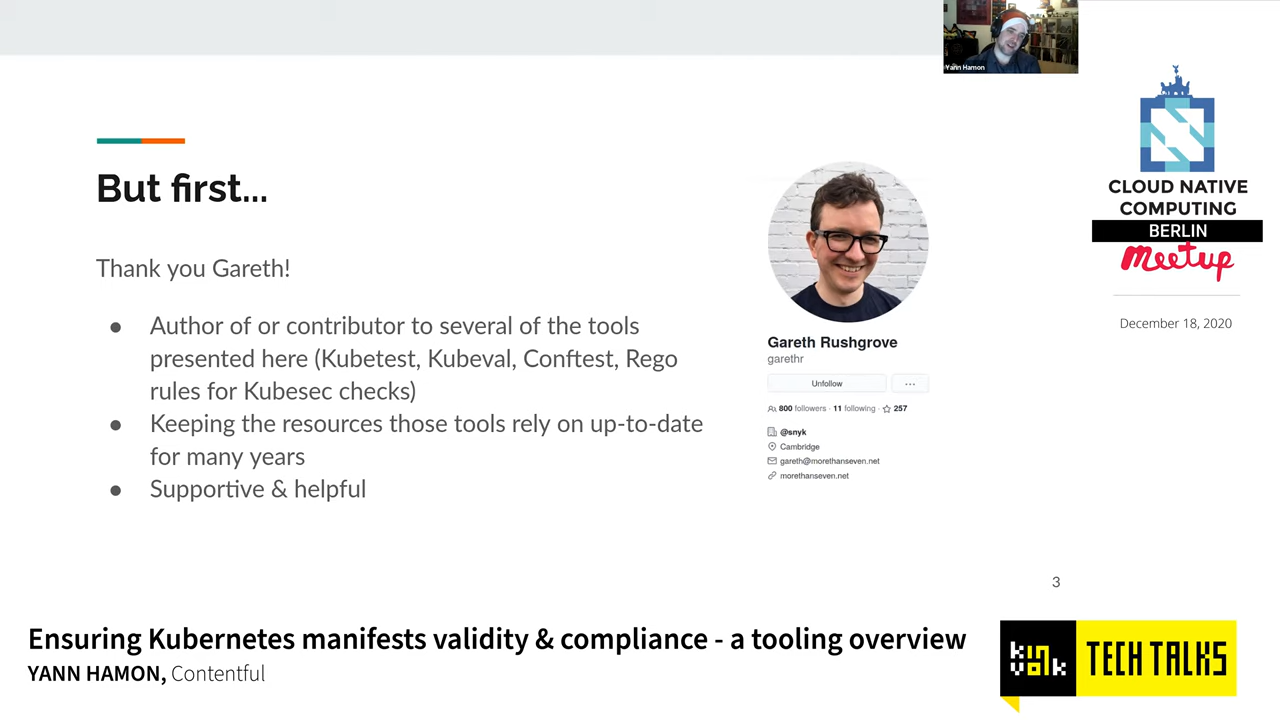 Yann Hamon
But first...
Thank you Gareth!
● Author of or contributor to several of the tools
presented here (Kubetest, Kubeval, Conftest, Rego
rules for Kubesec checks)
● Keeping the resources those tools rely on up-to-date
for many years
● Supportive & helpful
Gareth Rushgrove
garethr
Unfollow
...
800 followers · 11 following · 257
@snyk
Cambridge
gareth@morethanseven.net
morethanseven.net
CLOUD NATIVE
COMPUTING
BERLIN
Meetup
December 18, 2020
3
Ensuring Kubernetes manifests validity & compliance - a tooling overview
YANN HAMON, Contentful
kinvolk
TECH TALKS